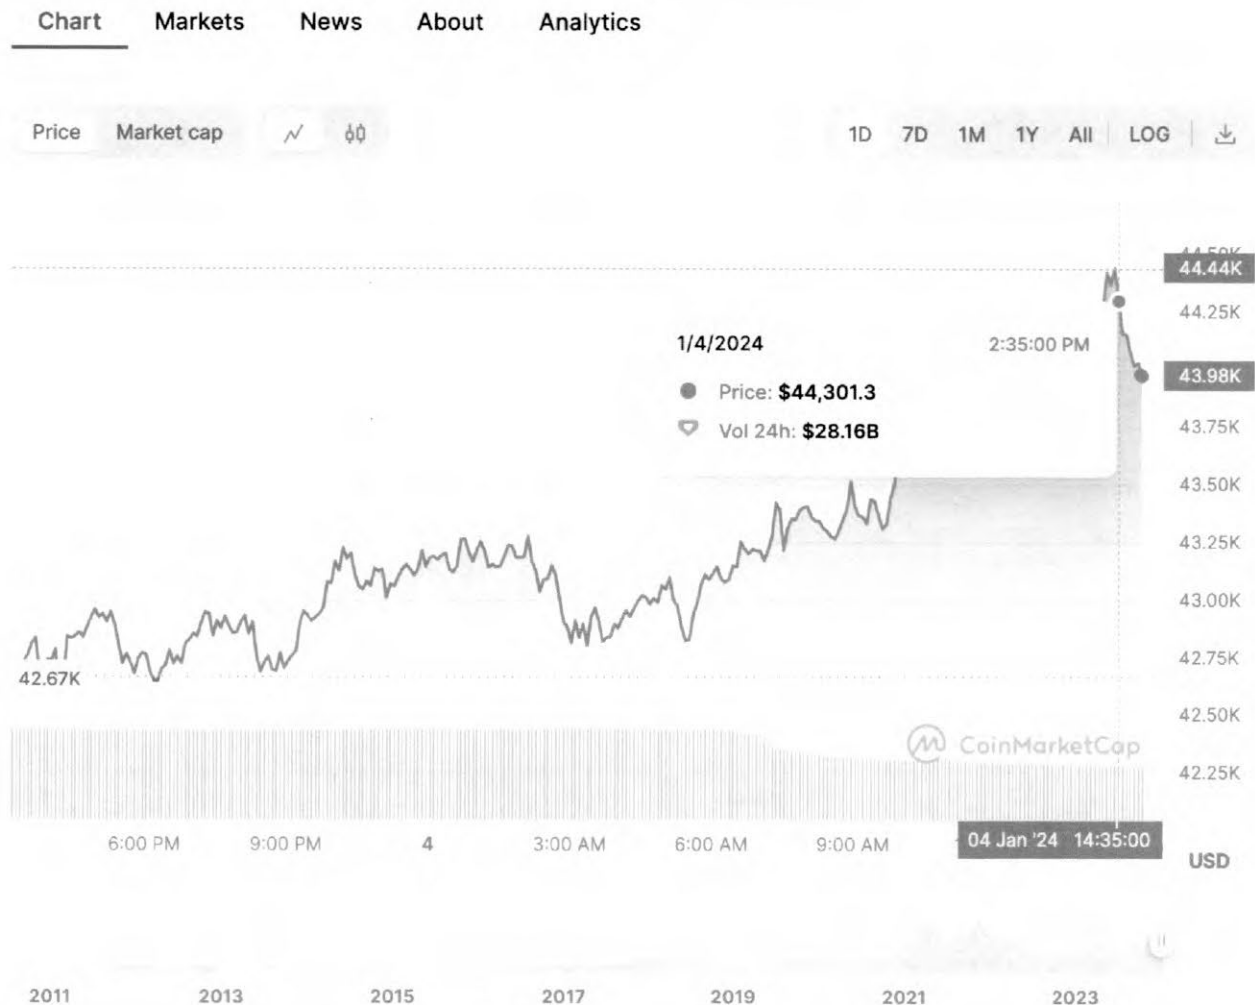 Chart Markets News About Analytics
Price Market cap 1D 7D 1M 1Y All LOG
44.50K
44.44K
44.25K
1/4/2024 2:35:00 PM
43.98K
Price: $44,301.3
Vol 24h: $28.16B
43.75K
43.50K
43.25K
43.00K
42.75K
42.67K
42.50K
CoinMarketCap
42.25K
6:00 PM 9:00 PM 4 3:00 AM 6:00 AM 9:00 AM 04 Jan '24 14:35:00
USD
2011 2013 2015 2017 2019 2021 2023